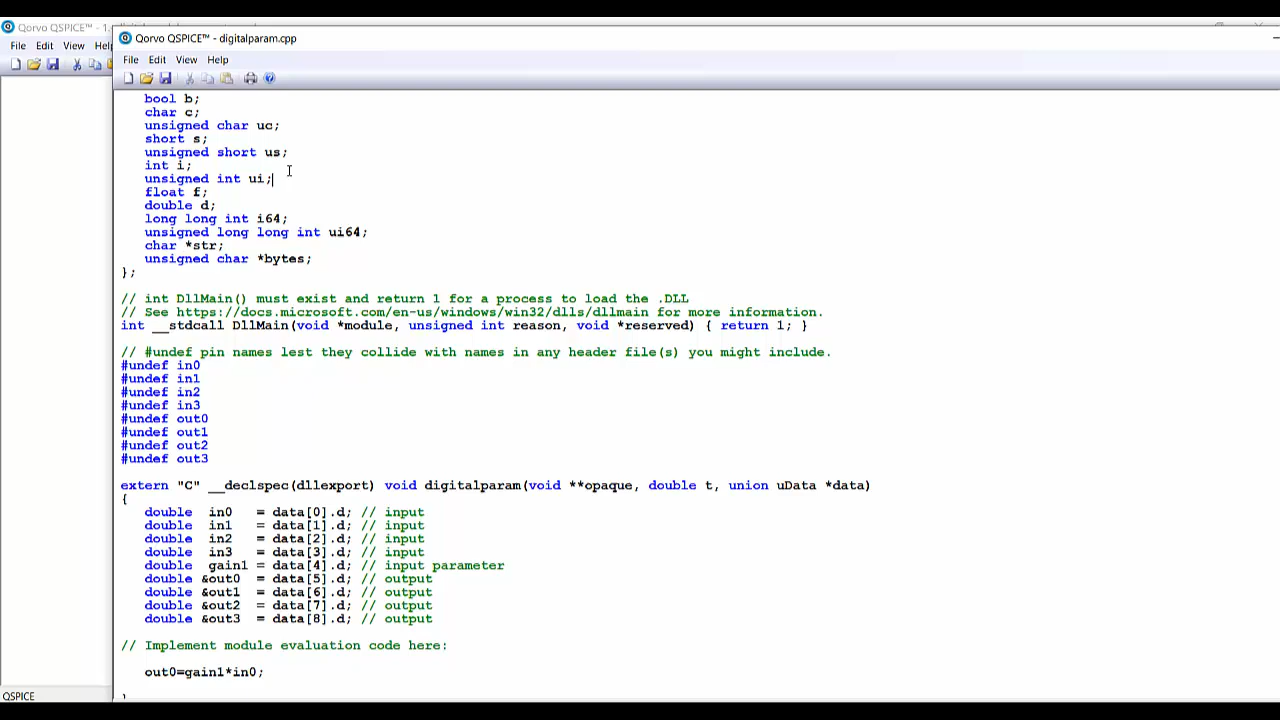 Qorvo QSPICE™ - 1.
File Edit View Help
Qorvo QSPICE™ - digitalparam.cpp
File Edit View Help
bool b;
char c;
unsigned char uc;
short s;
unsigned short us;
int i;
unsigned int ui;
float f;
double d;
long long int i64;
unsigned long long int ui64;
char *str;
unsigned char *bytes;
};
// int DllMain() must exist and return 1 for a process to load the .DLL
// See https://docs.microsoft.com/en-us/windows/win32/dlls/dllmain for more information.
int __stdcall DllMain(void *module, unsigned int reason, void *reserved) { return 1; }
// #undef pin names lest they collide with names in any header file(s) you might include.
#undef in0
#undef in1
#undef in2
#undef in3
#undef out0
#undef out1
#undef out2
#undef out3
extern "C" __declspec(dllexport) void digitalparam(void **opaque, double t, union uData *data)
{
double in0 = data[0].d; // input
double in1 = data[1].d; // input
double in2 = data[2].d; // input
double in3 = data[3].d; // input
double gain1 = data[4].d; // input parameter
double &out0 = data[5].d; // output
double &out1 = data[6].d; // output
double &out2 = data[7].d; // output
double &out3 = data[8].d; // output
// Implement module evaluation code here:
out0=gain1*in0;
QSPICE